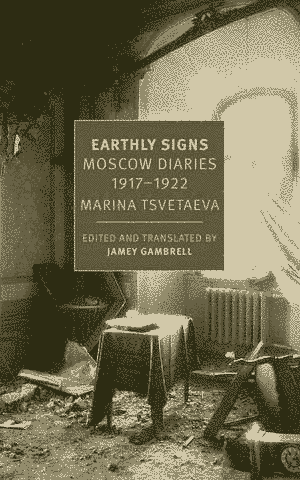 EARTHLY SIGNS
MOSCOW DIARIES
1917–1922
MARINA TSVETAEVA
EDITED AND TRANSLATED BY
JAMEY GAMBRELL